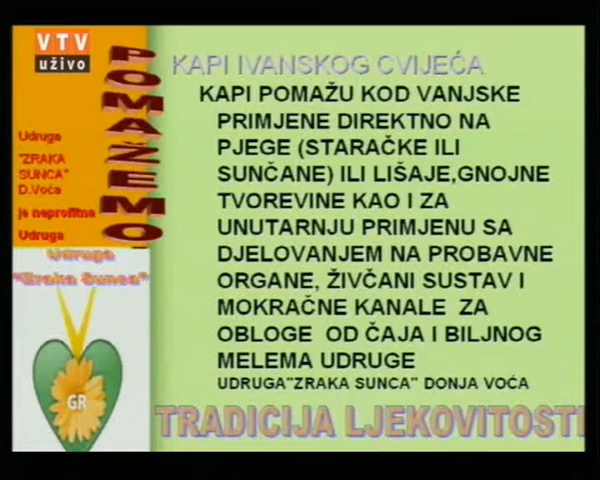 VTV
uživo
POMAŽEMO
Udruga
"ZRAKA
SUNCA"
D.Voća
je neprofitna
Udruga
Udruga
"Zraka Sunca"
GR
KAPI IVANSKOG CVIJEĆA
KAPI POMAŽU KOD VANJSKE
PRIMJENE DIREKTNO NA
PJEGE (STARAČKE ILI
SUNČANE) ILI LIŠAJE,GNOJNE
TVOREVINE KAO I ZA
UNUTARNJU PRIMJENU SA
DJELOVANJEM NA PROBAVNE
ORGANE, ŽIVČANI SUSTAV I
MOKRAČNE KANALE ZA
OBLOGE OD ČAJA I BILJNOG
MELEMA UDRUGE
UDRUGA"ZRAKA SUNCA" DONJA VOĆA
TRADICIJA LJEKOVITOSTI